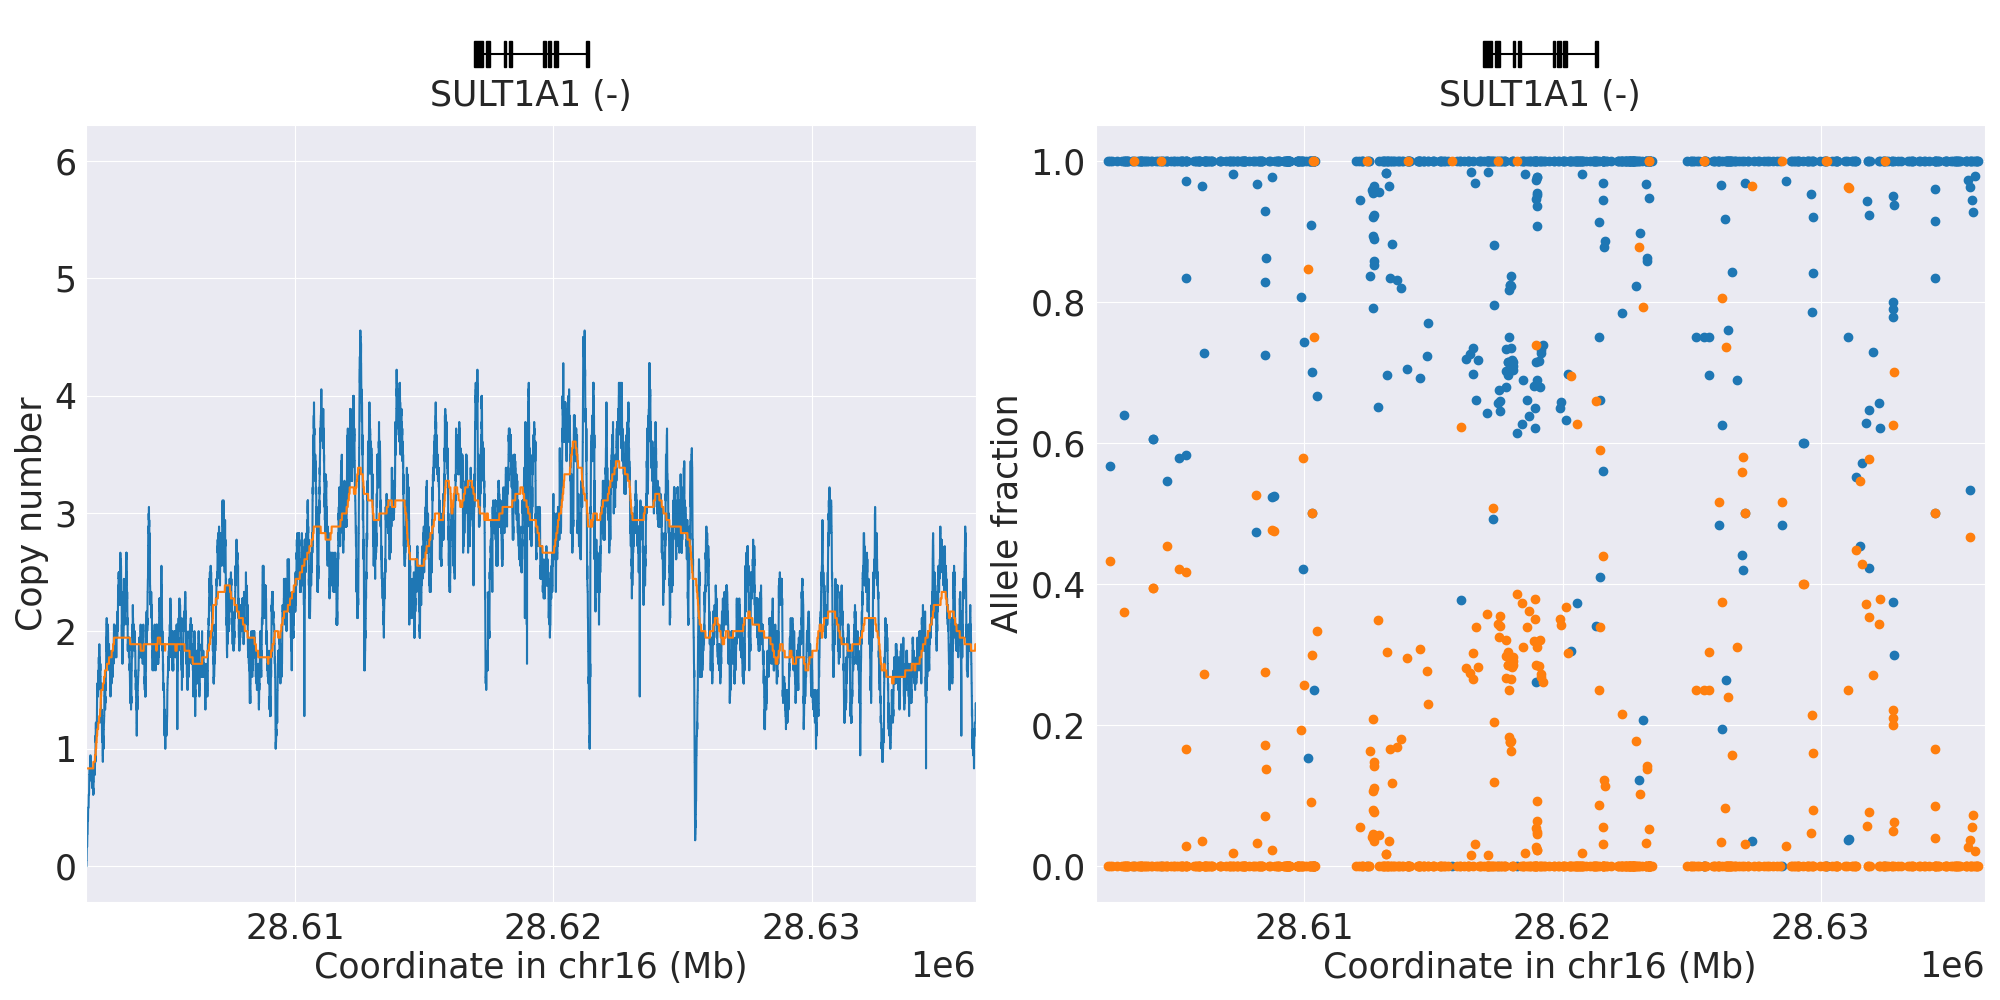 SULT1A1 (-)
Copy number
6
5
4
3
2
1
0
28.61
28.62
28.63
Coordinate in chr16 (Mb)
1e6
SULT1A1 (-)
Allele fraction
1.0
0.8
0.6
0.4
0.2
0.0
28.61
28.62
28.63
Coordinate in chr16 (Mb)
1e6